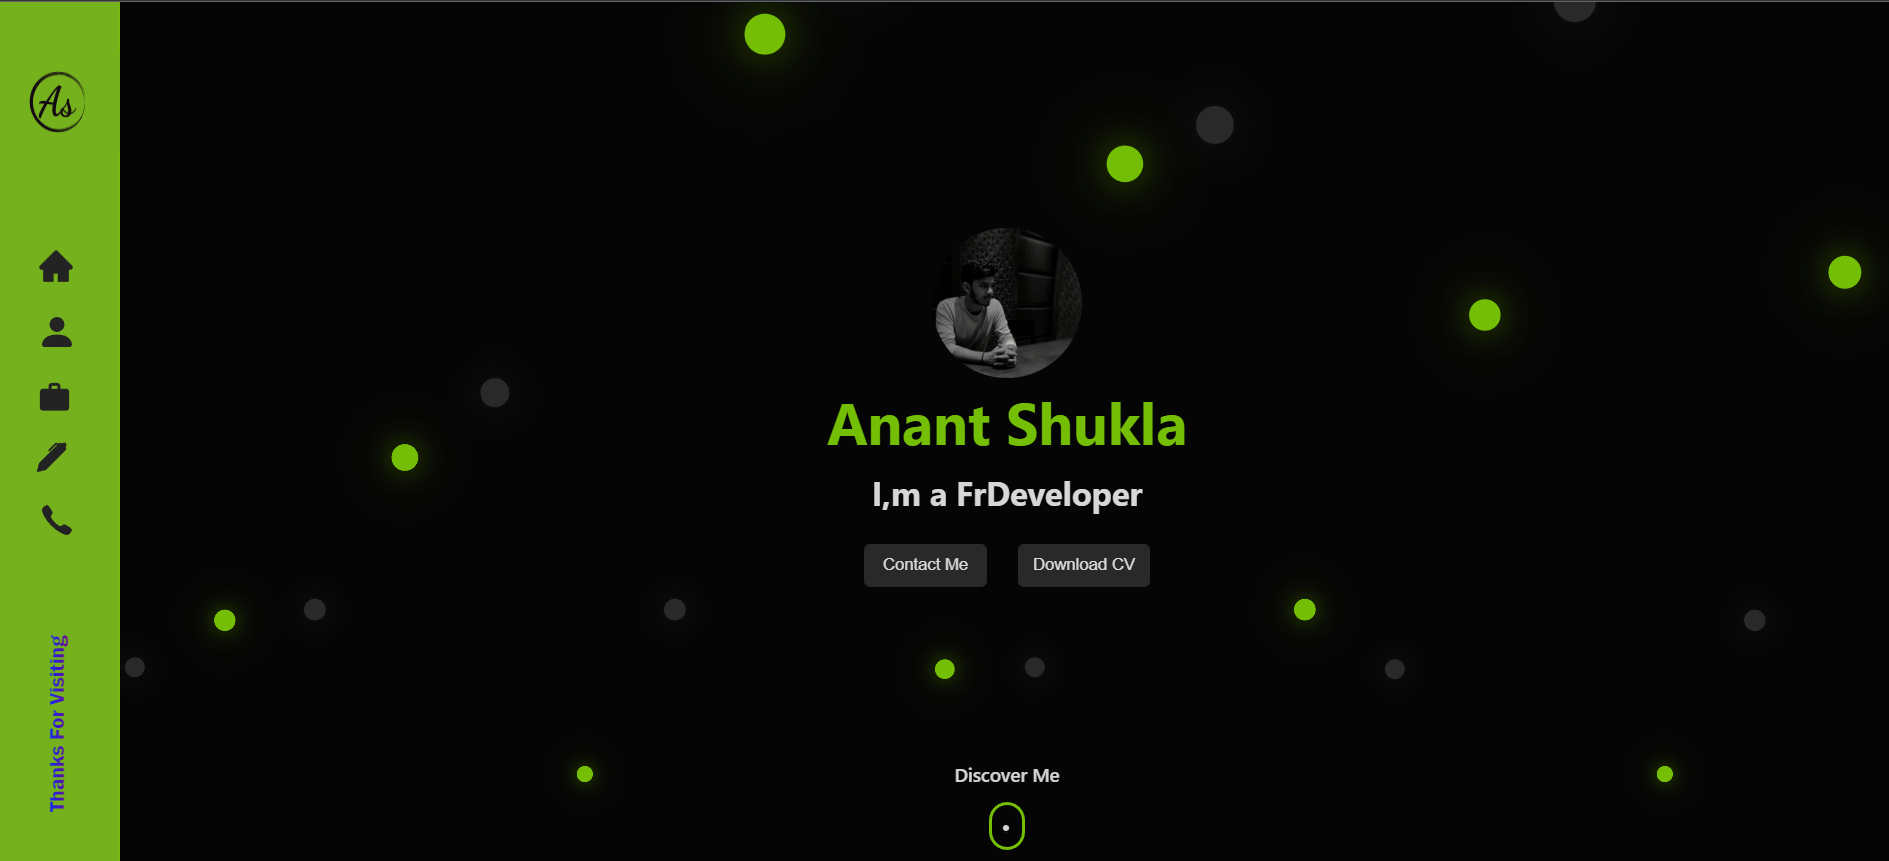 As
Thanks For Visiting
Anant Shukla
I,m a FrDeveloper
Contact Me
Download CV
Discover Me